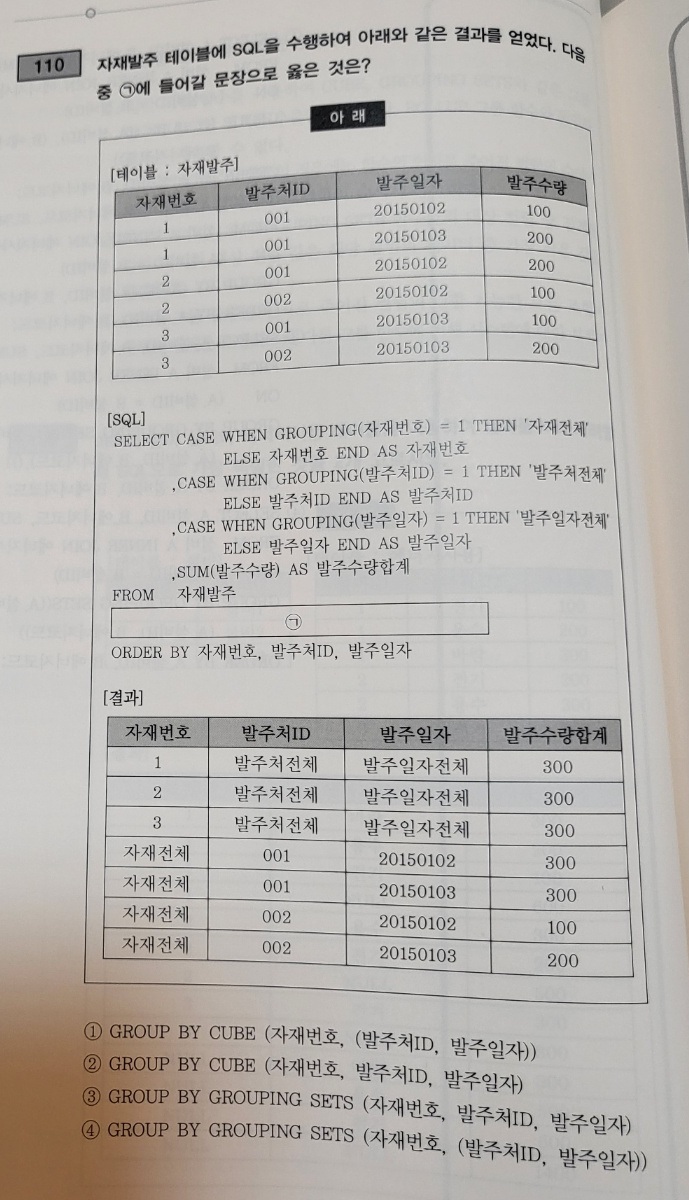 110 자재발주 테이블에 SQL을 수행하여 아래와 같은 결과를 얻었다. 다음
중 ㉠에 들어갈 문장으로 옳은 것은?
아 래
[테이블 : 자재발주]
자재번호 발주처ID 발주일자 발주수량
1 001 20150102 100
1 001 20150103 200
2 001 20150102 200
2 002 20150102 100
3 001 20150103 100
3 002 20150103 200
[SQL]
SELECT CASE WHEN GROUPING(자재번호) = 1 THEN '자재전체'
ELSE 자재번호 END AS 자재번호
,CASE WHEN GROUPING(발주처ID) = 1 THEN '발주처전체'
ELSE 발주처ID END AS 발주처ID
,CASE WHEN GROUPING(발주일자) = 1 THEN '발주일자전체'
ELSE 발주일자 END AS 발주일자
,SUM(발주수량) AS 발주수량합계
FROM 자재발주
㉠
ORDER BY 자재번호, 발주처ID, 발주일자
[결과]
자재번호 발주처ID 발주일자 발주수량합계
1 발주처전체 발주일자전체 300
2 발주처전체 발주일자전체 300
3 발주처전체 발주일자전체 300
자재전체 001 20150102 300
자재전체 001 20150103 300
자재전체 002 20150102 100
자재전체 002 20150103 200
① GROUP BY CUBE (자재번호, (발주처ID, 발주일자))
② GROUP BY CUBE (자재번호, 발주처ID, 발주일자)
③ GROUP BY GROUPING SETS (자재번호, 발주처ID, 발주일자)
④ GROUP BY GROUPING SETS (자재번호, (발주처ID, 발주일자))